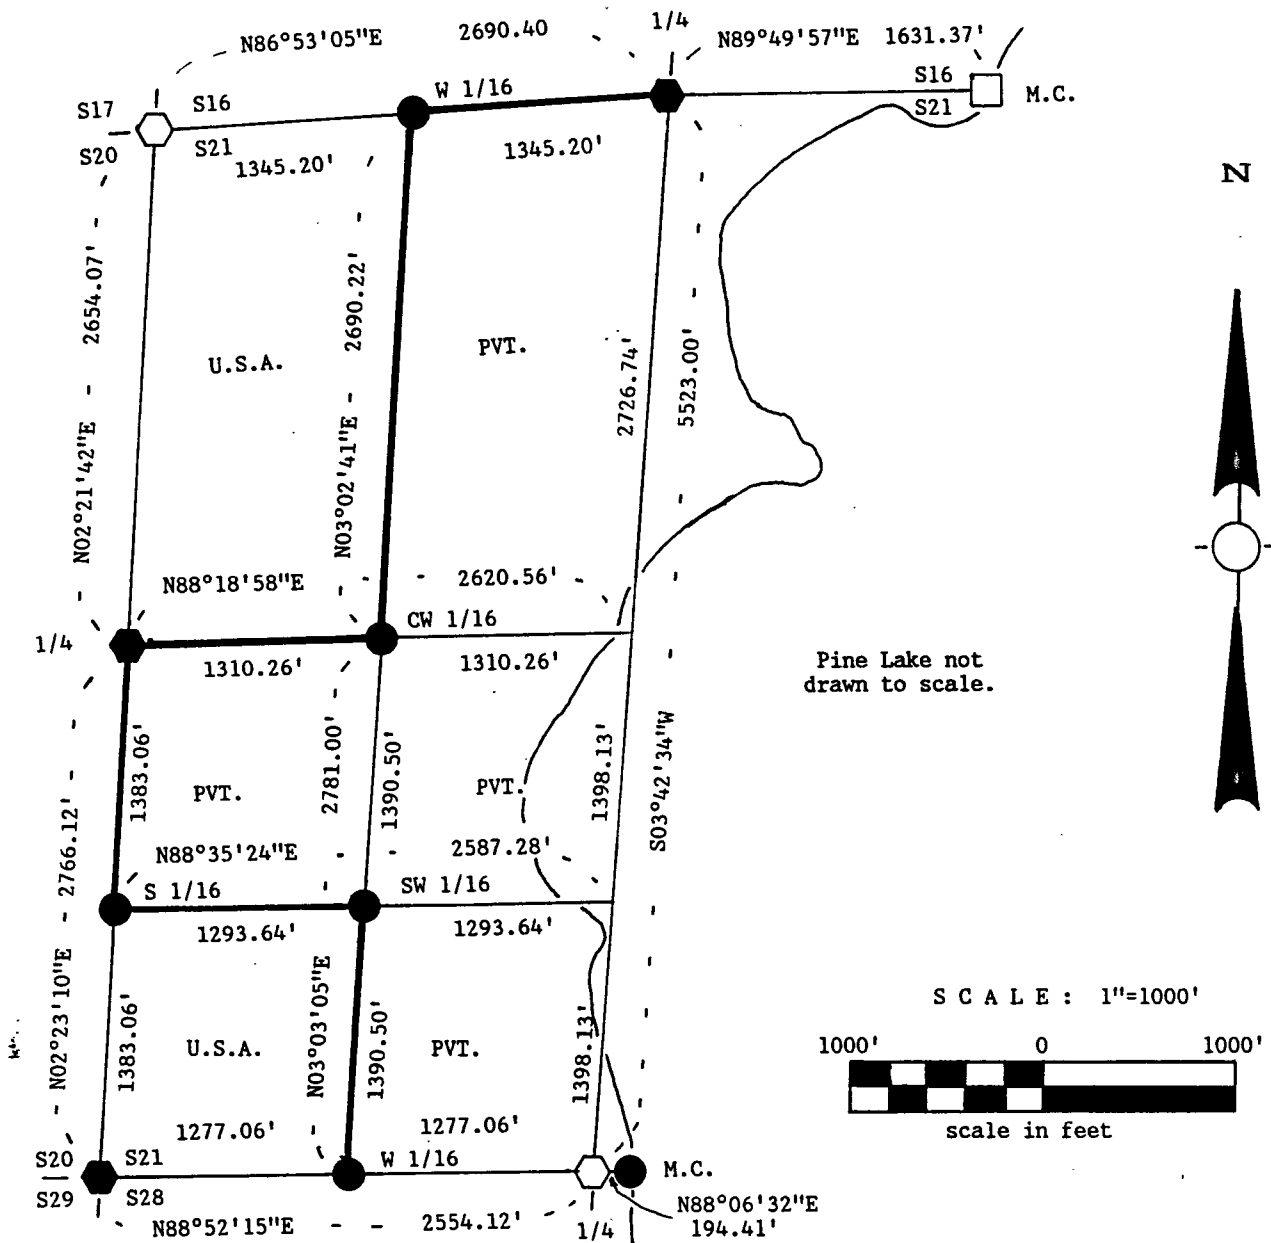 1/4
N86°53'05"E 2690.40
N89°49'57"E 1631.37'
S17 S16
W 1/16
S16
M.C.
S20 S21
S21
1345.20'
1345.20'
N
2654.07'
2690.22'
U.S.A.
PVT.
2726.74'
5523.00'
N02°21'42"E
N03°02'41"E
N88°18'58"E
2620.56'
CW 1/16
1/4
1310.26'
1310.26'
Pine Lake not
drawn to scale.
1383.06'
2781.00'
1390.50'
1398.13'
S03°42'34"W
PVT.
PVT.
2766.12'
N88°35'24"E
2587.28'
S 1/16
SW 1/16
1293.64'
1293.64'
N02°23'10"E
N03°03'05"E
SCALE: 1"=1000'
1383.06'
U.S.A.
1390.50'
PVT.
1398.13'
1000' 0 1000'
scale in feet
1277.06'
1277.06'
S20 S21
W 1/16
M.C.
S29 S28
N88°06'32"E
194.41'
N88°52'15"E 2554.12'
1/4